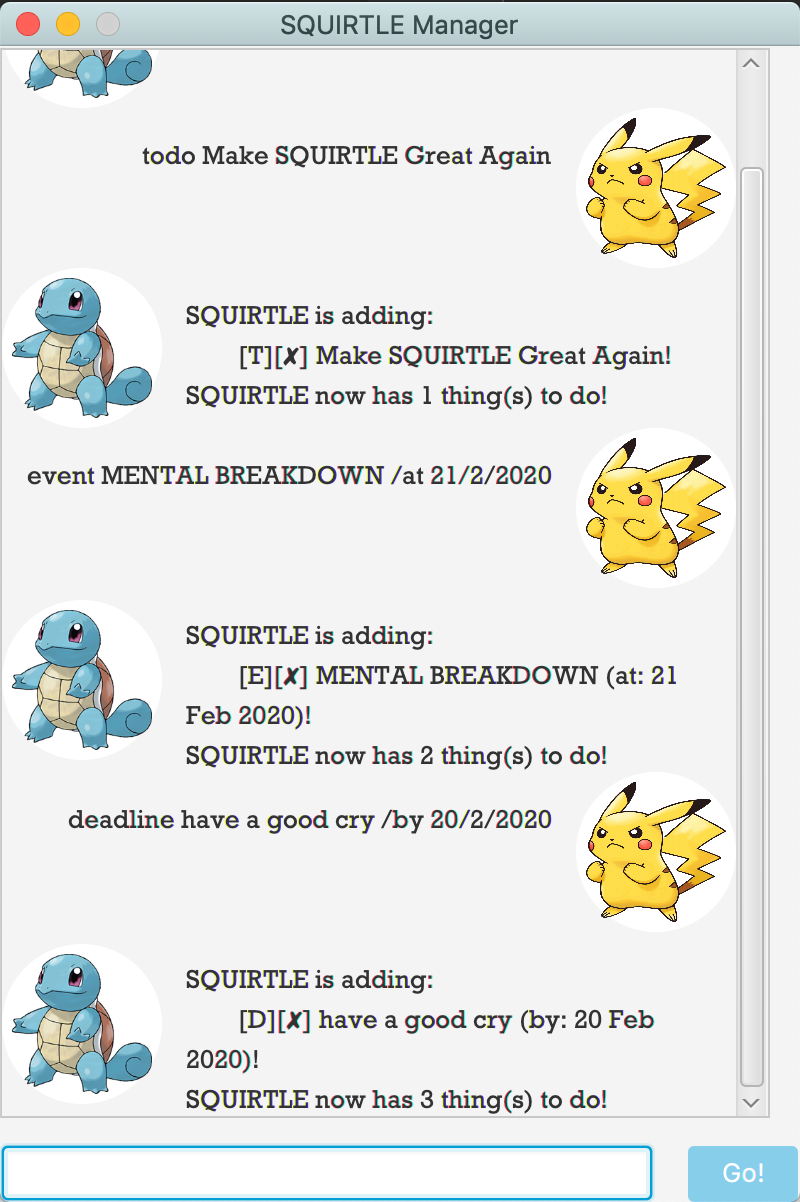 SQUIRTLE Manager
todo Make SQUIRTLE Great Again
SQUIRTLE is adding:
[T][✗] Make SQUIRTLE Great Again!
SQUIRTLE now has 1 thing(s) to do!
event MENTAL BREAKDOWN /at 21/2/2020
SQUIRTLE is adding:
[E][✗] MENTAL BREAKDOWN (at: 21
Feb 2020)!
SQUIRTLE now has 2 thing(s) to do!
deadline have a good cry /by 20/2/2020
SQUIRTLE is adding:
[D][✗] have a good cry (by: 20 Feb
2020)!
SQUIRTLE now has 3 thing(s) to do!
Go!